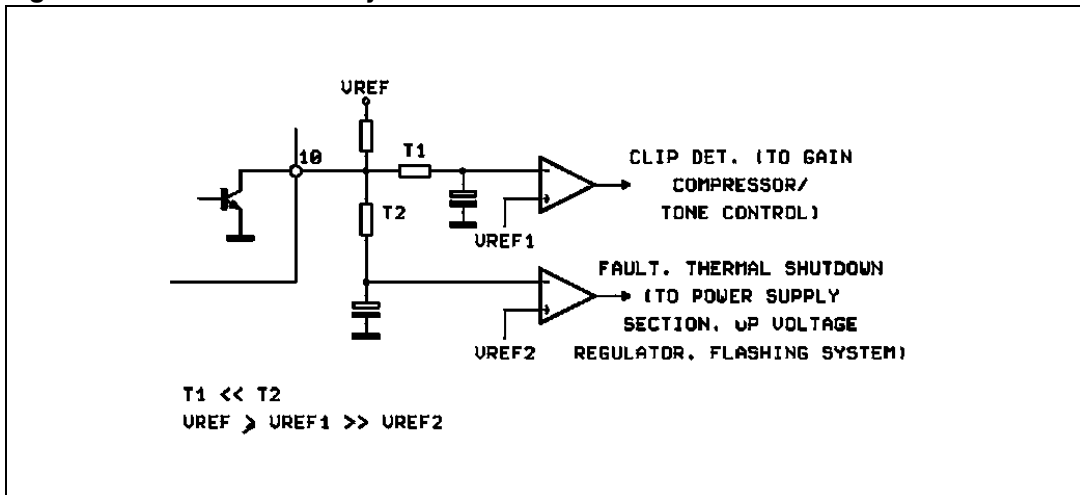 VREF
10
T1
T2
VREF1
VREF2
CLIP DET. (TO GAIN
COMPRESSOR/
TONE CONTROL)
FAULT. THERMAL SHUTDOWN
(TO POWER SUPPLY
SECTION. uP VOLTAGE
REGULATOR. FLASHING SYSTEM)
T1 << T2
VREF > VREF1 >> VREF2